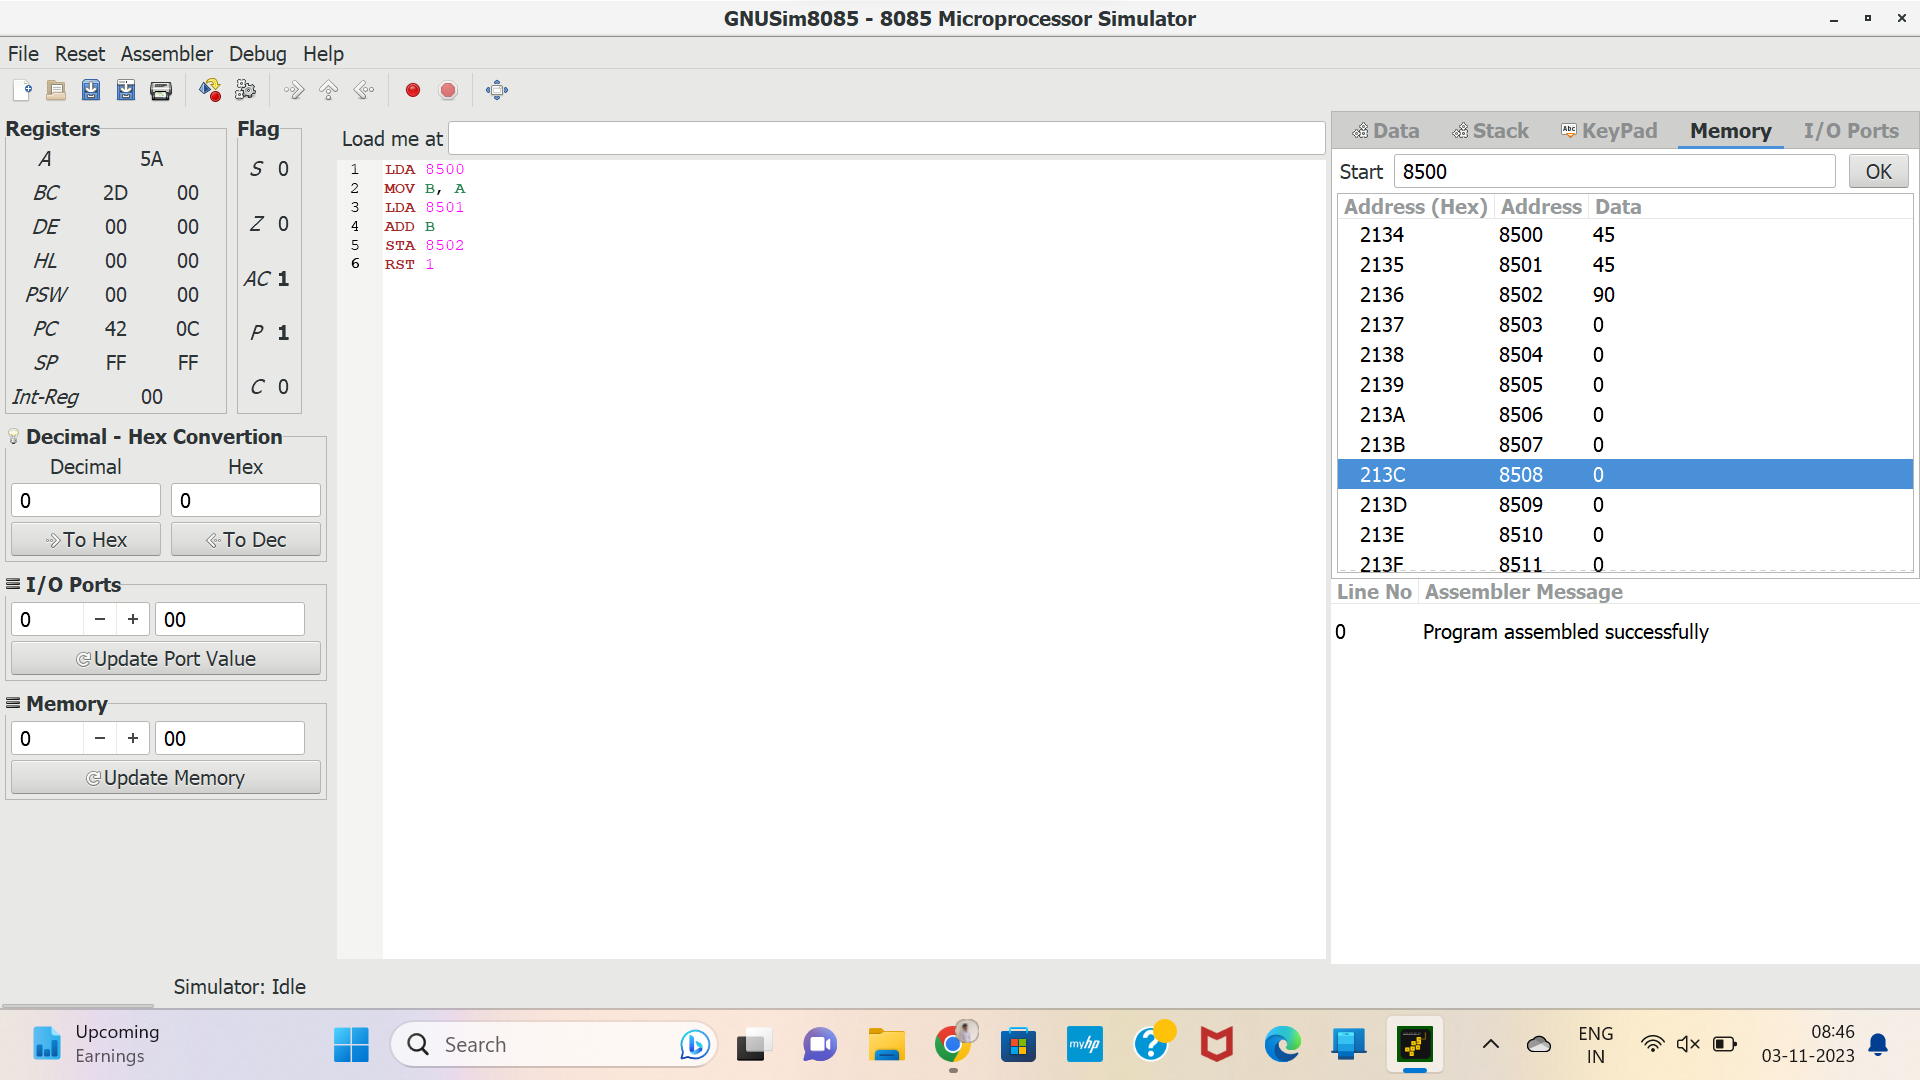 GNUSim8085 - 8085 Microprocessor Simulator
File Reset Assembler Debug Help
Registers
A 5A
BC 2D 00
DE 00 00
HL 00 00
PSW 00 00
PC 42 0C
SP FF FF
Int-Reg 00
Flag
S 0
Z 0
AC 1
P 1
C 0
Decimal - Hex Convertion
Decimal Hex
0 0
To Hex To Dec
I/O Ports
0 − + 00
Update Port Value
Memory
0 − + 00
Update Memory
Load me at
1 LDA 8500
2 MOV B, A
3 LDA 8501
4 ADD B
5 STA 8502
6 RST 1
Data Stack Abc KeyPad Memory I/O Ports
Start 8500 OK
Address (Hex) Address Data
2134 8500 45
2135 8501 45
2136 8502 90
2137 8503 0
2138 8504 0
2139 8505 0
213A 8506 0
213B 8507 0
213C 8508 0
213D 8509 0
213E 8510 0
213F 8511 0
Line No Assembler Message
0 Program assembled successfully
Simulator: Idle
Upcoming
Earnings
Search
myhp
ENG
IN
08:46
03-11-2023